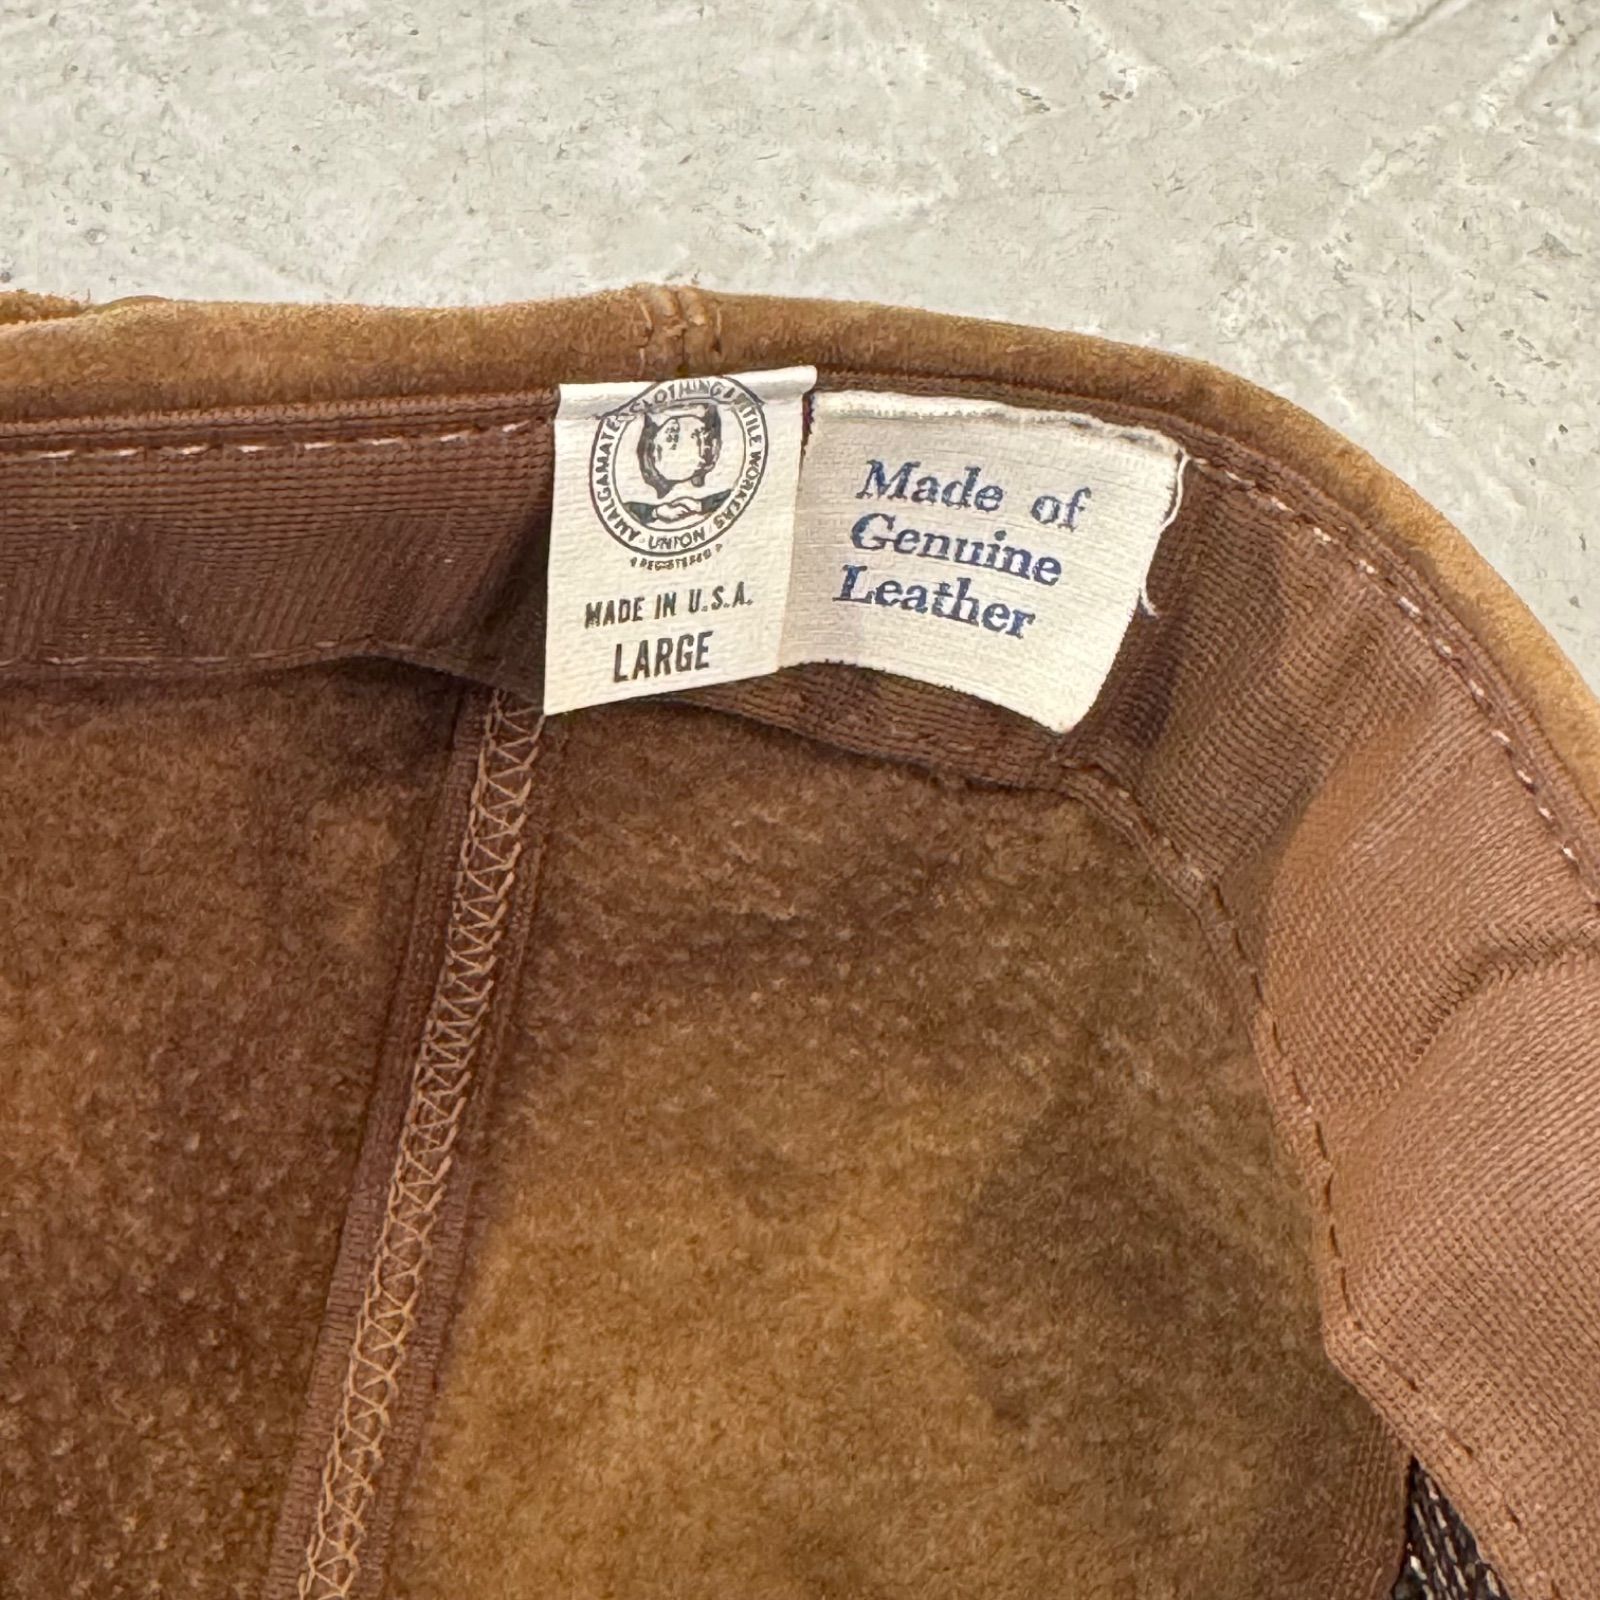 AMALGAMATED CLOTHING & TEXTILE WORKERS
UNION
REGISTERED
MADE IN U.S.A.
LARGE
Made of
Genuine
Leather